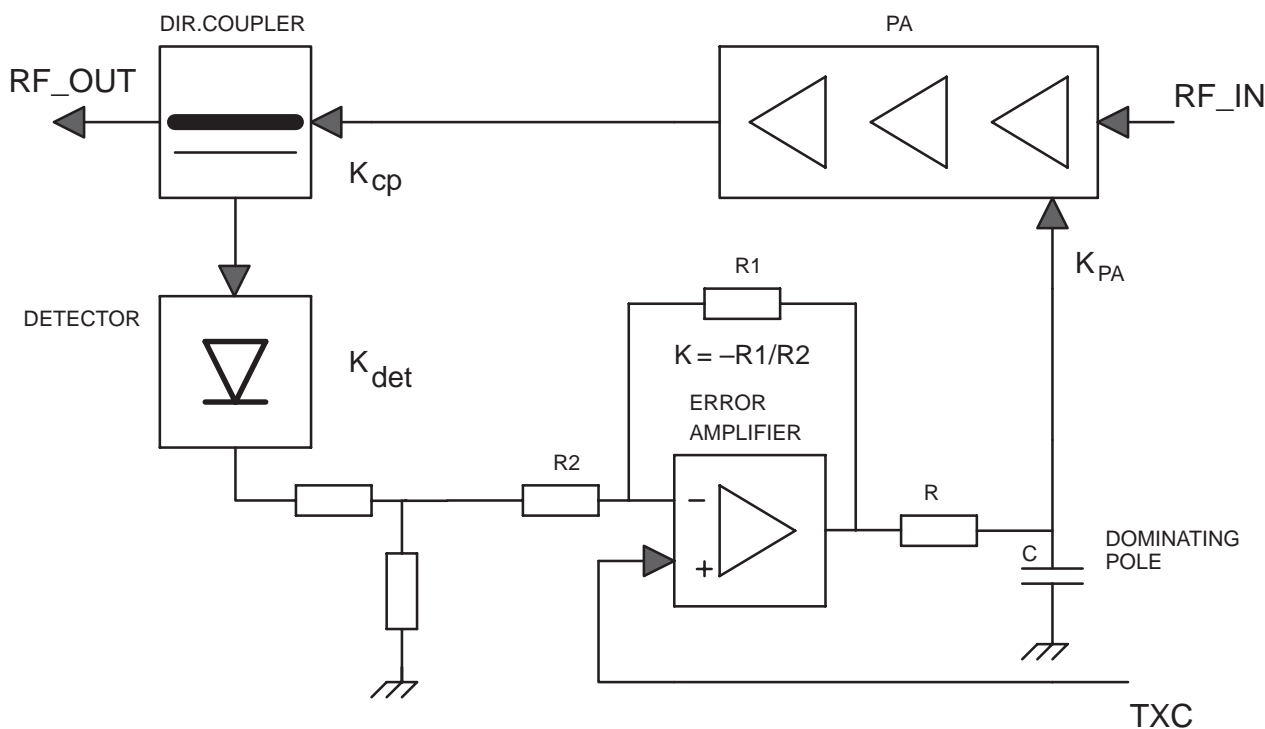 DIR.COUPLER
PA
RF_OUT
RF_IN
Kcp
KPA
R1
DETECTOR
K = –R1/R2
Kdet
ERROR
AMPLIFIER
R2
R
–
+
C
DOMINATING
POLE
TXC